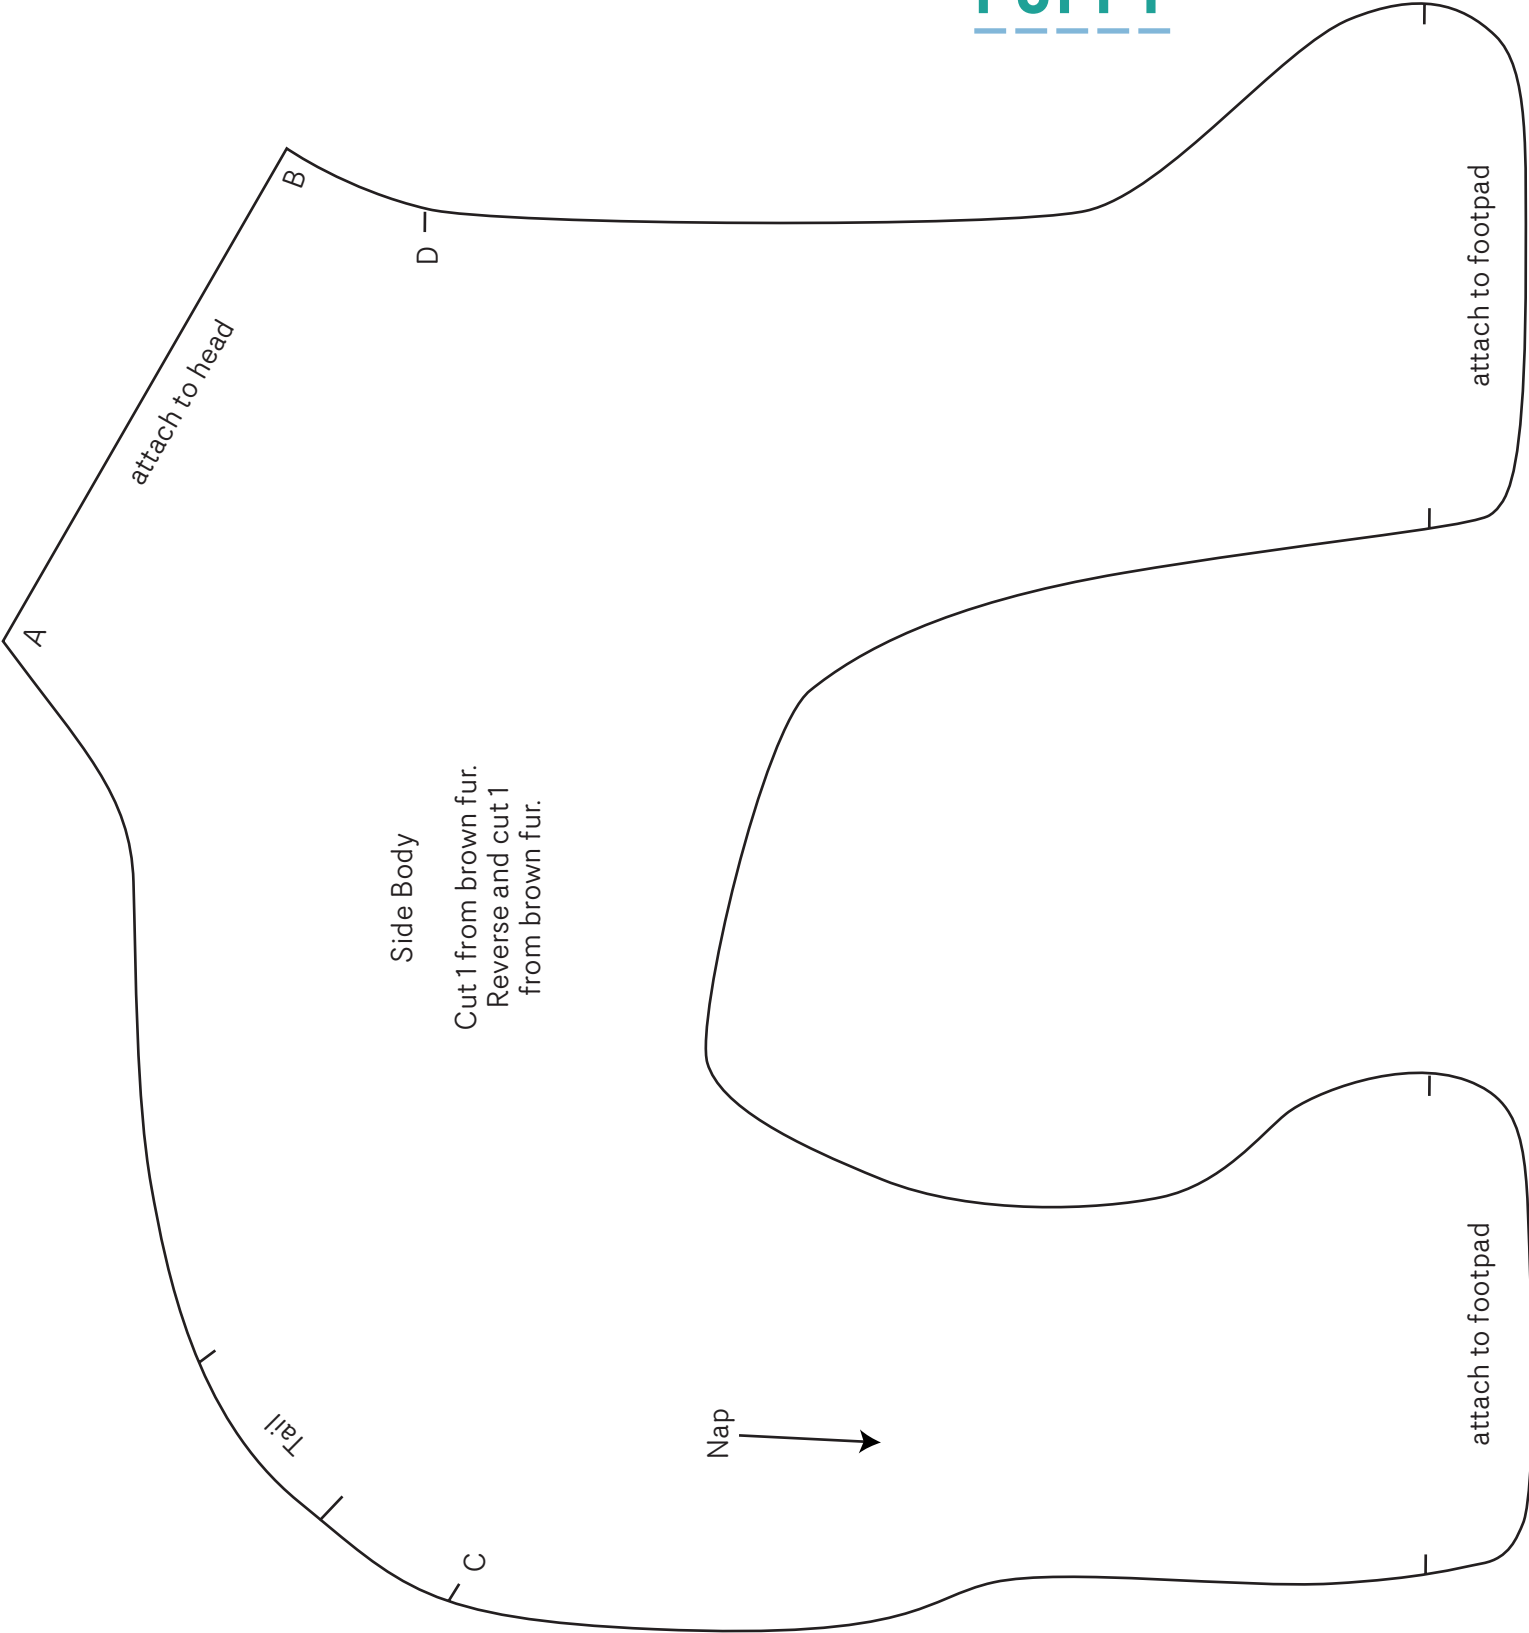 PUPPY
B
D
attach to head
A
attach to footpad
Side Body
Cut 1 from brown fur.
Reverse and cut 1
from brown fur.
Tail
C
Nap
attach to footpad